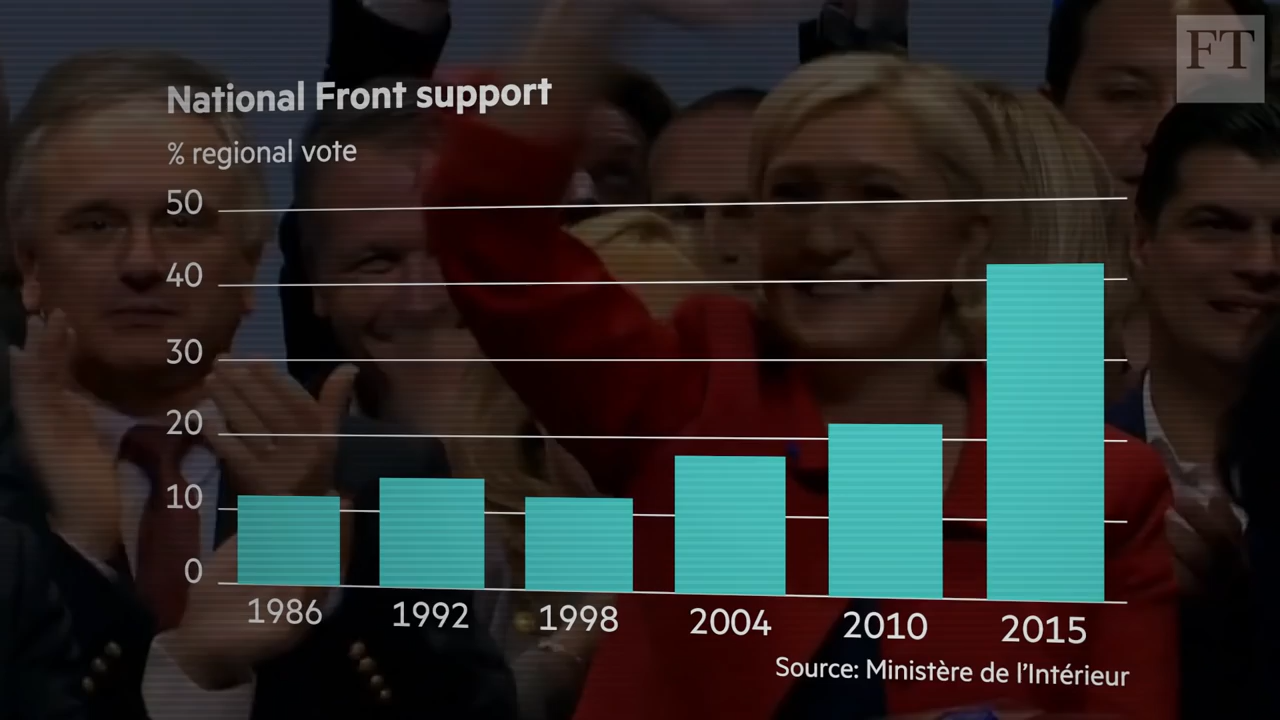 FT
National Front support
% regional vote
50
40
30
20
10
0
1986 1992 1998 2004 2010 2015
Source: Ministère de l'Intérieur